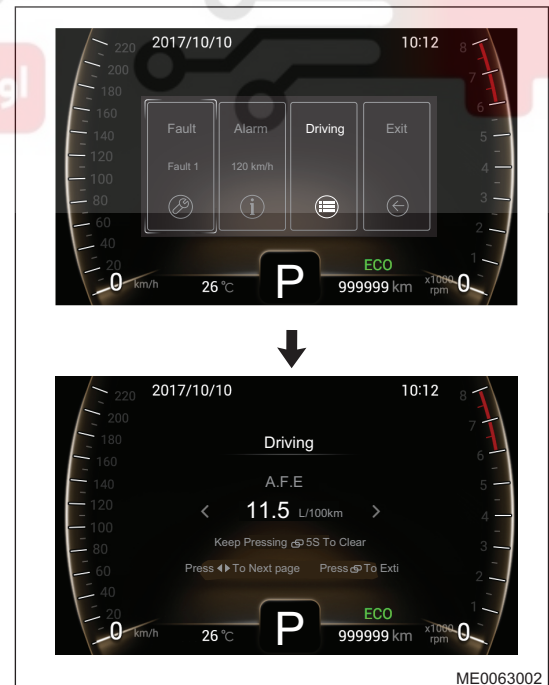 2017/10/10 10:12
Fault Alarm Driving Exit
Fault 1 120 km/h
220
200
180
160
140
120
100
80
60
40
20
0 km/h
8
7
6
5
4
3
2
1
x1000
rpm 0
ECO
26 °C P 999999 km
2017/10/10 10:12
Driving
A.F.E
< 11.5 L/100km >
Keep Pressing 5S To Clear
Press ◀▶ To Next page Press To Exti
220
200
180
160
140
120
100
80
60
40
20
0 km/h
8
7
6
5
4
3
2
1
x1000
rpm 0
ECO
26 °C P 999999 km
ME0063002